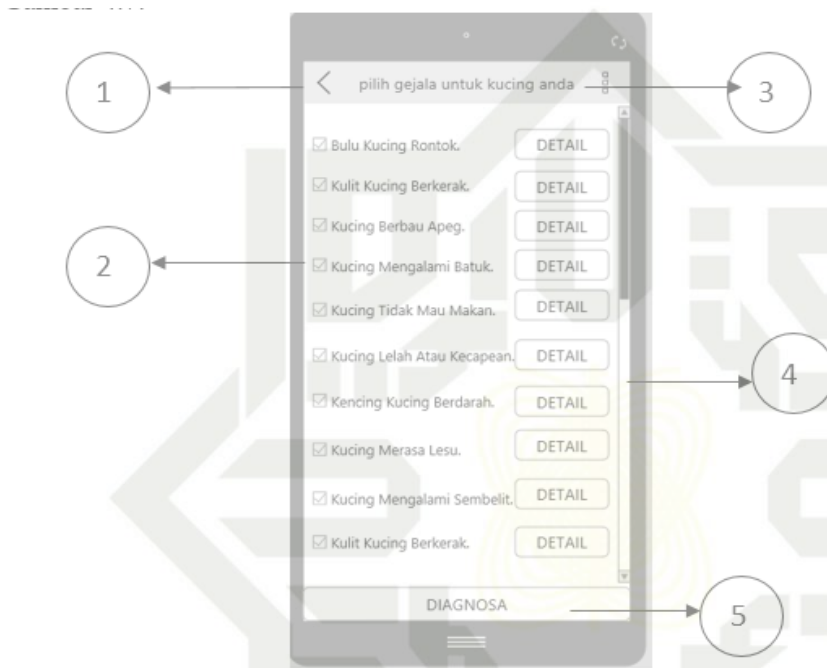 1
pilih gejala untuk kucing anda
3
Bulu Kucing Rontok. DETAIL
Kulit Kucing Berkerak. DETAIL
Kucing Berbau Apeg. DETAIL
2
Kucing Mengalami Batuk. DETAIL
Kucing Tidak Mau Makan. DETAIL
Kucing Lelah Atau Kecapean. DETAIL
4
Kencing Kucing Berdarah. DETAIL
Kucing Merasa Lesu. DETAIL
Kucing Mengalami Sembelit. DETAIL
Kulit Kucing Berkerak. DETAIL
DIAGNOSA
5